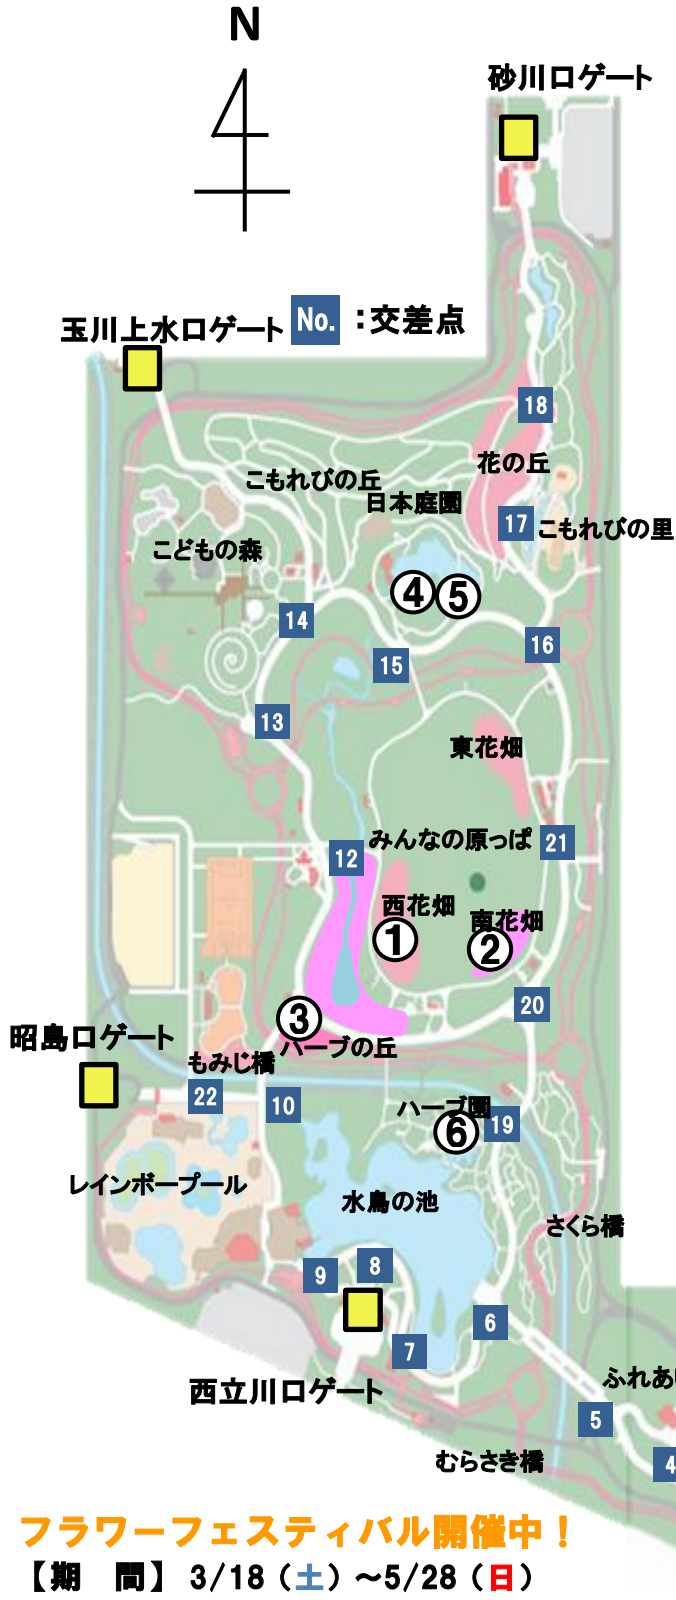 N
砂川口ゲート
玉川上水口ゲート
No. ：交差点
18
花の丘
こもれびの丘
日本庭園
17
こもれびの里
こどもの森
④
⑤
14
16
15
13
東花畑
みんなの原っぱ
21
12
西花畑
①
南花畑
②
20
③
ハーブの丘
昭島口ゲート
もみじ橋
22
10
ハーブ園
⑥
19
レインボープール
水鳥の池
さくら橋
9
8
6
7
西立川口ゲート
ふれあ
5
むらさき橋
4
フラワーフェスティバル開催中！
【期　間】 3/18（土）～5/28（日）